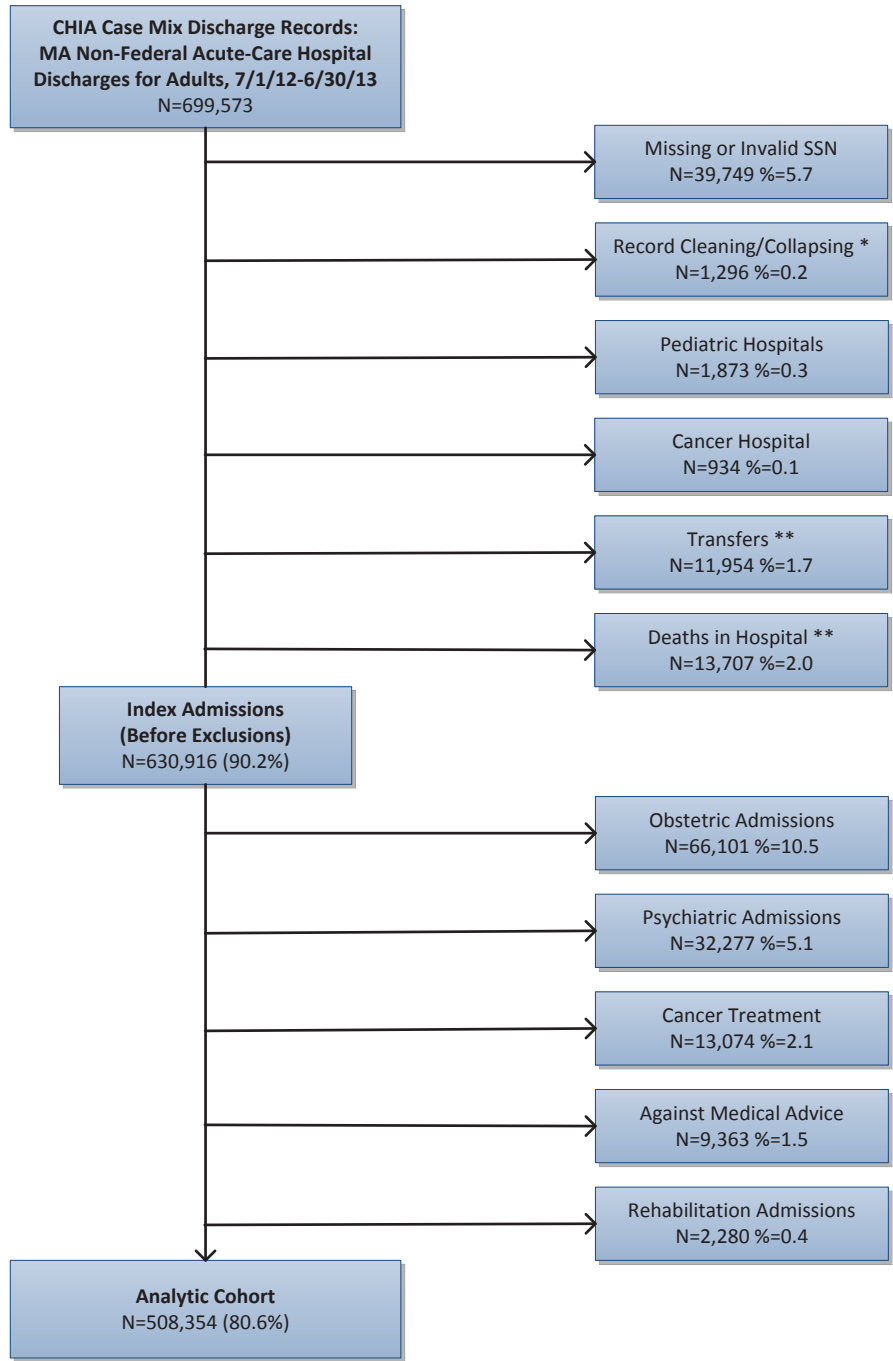 CHIA Case Mix Discharge Records:
MA Non-Federal Acute-Care Hospital
Discharges for Adults, 7/1/12-6/30/13
N=699,573
Missing or Invalid SSN
N=39,749 %=5.7
Record Cleaning/Collapsing *
N=1,296 %=0.2
Pediatric Hospitals
N=1,873 %=0.3
Cancer Hospital
N=934 %=0.1
Transfers **
N=11,954 %=1.7
Deaths in Hospital **
N=13,707 %=2.0
Index Admissions
(Before Exclusions)
N=630,916 (90.2%)
Obstetric Admissions
N=66,101 %=10.5
Psychiatric Admissions
N=32,277 %=5.1
Cancer Treatment
N=13,074 %=2.1
Against Medical Advice
N=9,363 %=1.5
Rehabilitation Admissions
N=2,280 %=0.4
Analytic Cohort
N=508,354 (80.6%)